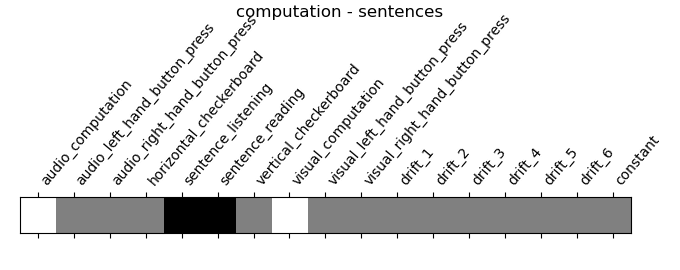 computation - sentences
audio_computation
audio_left_hand_button_press
audio_right_hand_button_press
horizontal_checkerboard
sentence_listening
sentence_reading
vertical_checkerboard
visual_computation
visual_left_hand_button_press
visual_right_hand_button_press
drift_1
drift_2
drift_3
drift_4
drift_5
drift_6
constant